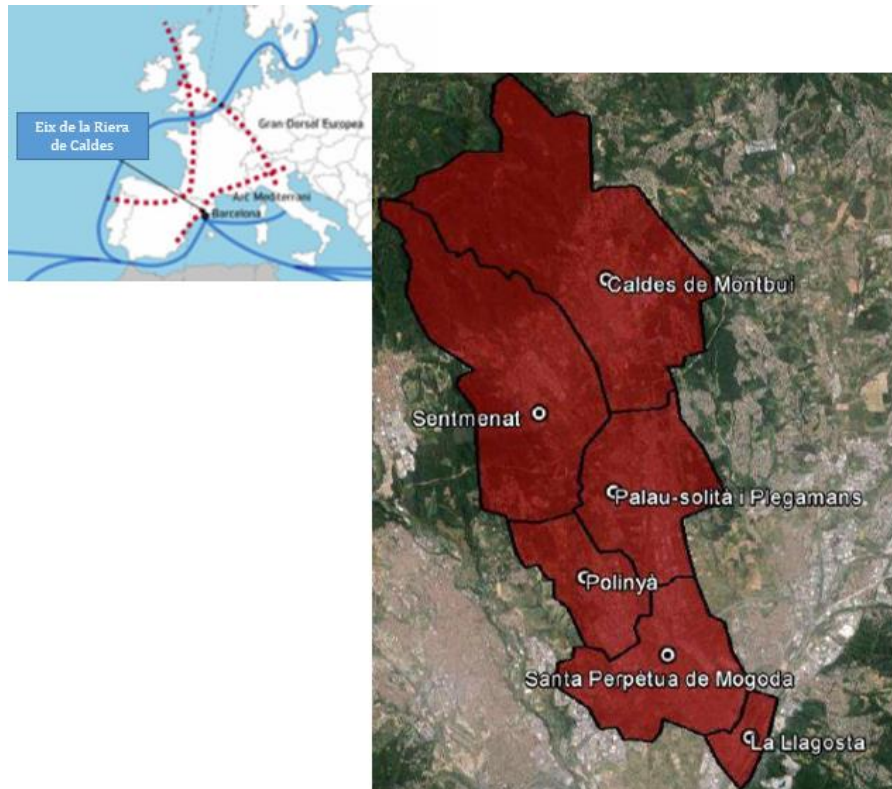 Eix de la Riera
de Caldes
Gran Dorsal Europea
Arc Mediterrani
Barcelona
Caldes de Montbui
Sentmenat
Palau-solità i Plegamans
Polinyà
Santa Perpètua de Mogoda
La Llagosta